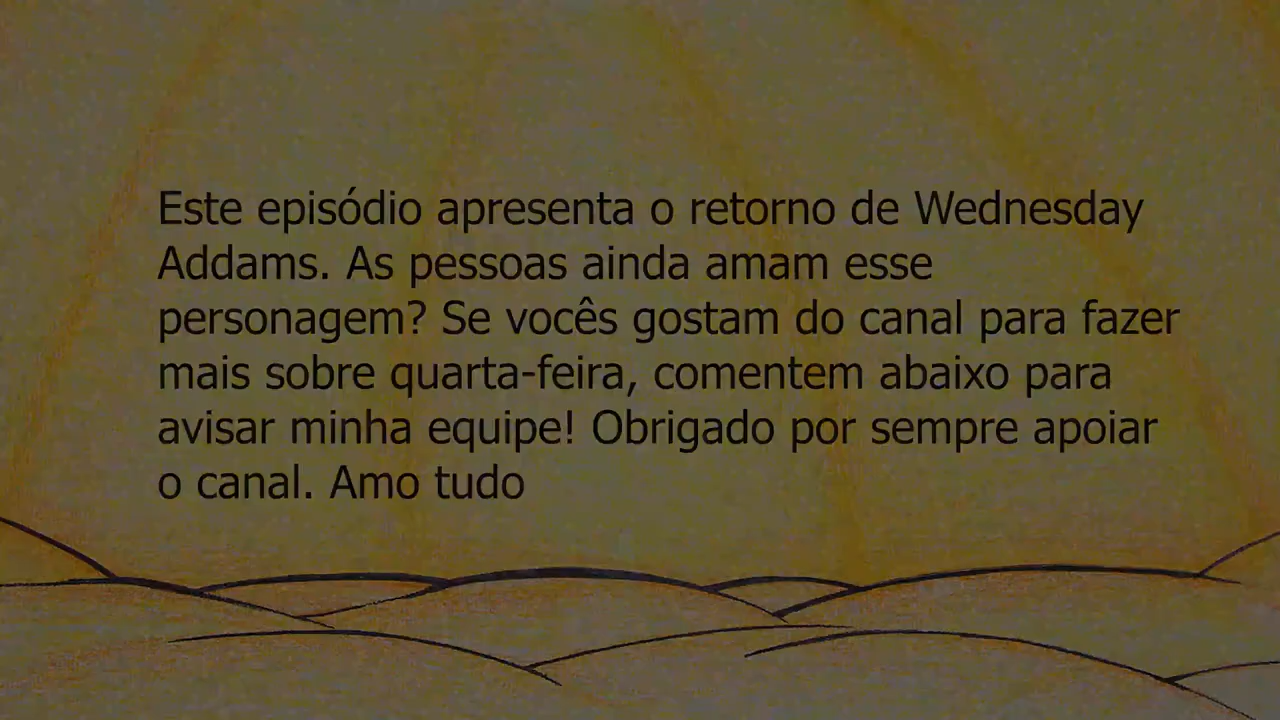 Este episódio apresenta o retorno de Wednesday
Addams. As pessoas ainda amam esse
personagem? Se vocês gostam do canal para fazer
mais sobre quarta-feira, comentem abaixo para
avisar minha equipe! Obrigado por sempre apoiar
o canal. Amo tudo